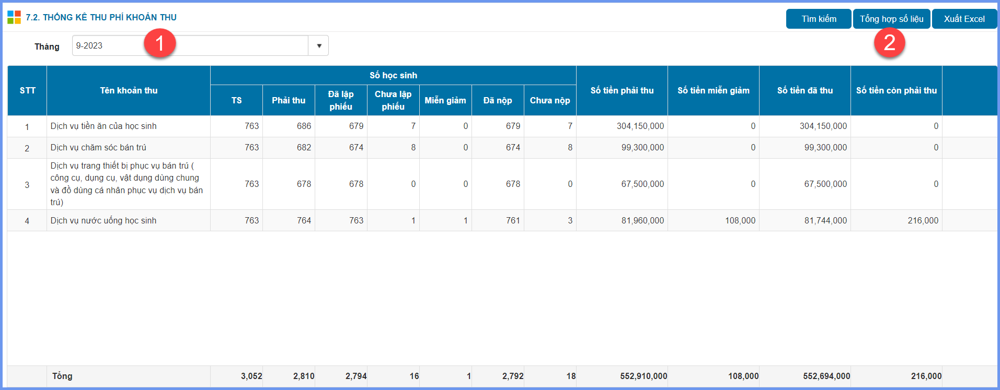 7.2. THỐNG KÊ THU PHÍ KHOẢN THU
Tìm kiếm
Tổng hợp số liệu
Xuất Excel
Tháng
9-2023
1
2
STT
Tên khoản thu
Số học sinh
TS
Phải thu
Đã lập phiếu
Chưa lập phiếu
Miễn giảm
Đã nộp
Chưa nộp
Số tiền phải thu
Số tiền miễn giảm
Số tiền đã thu
Số tiền còn phải thu
1 Dịch vụ tiền ăn của học sinh 763 686 679 7 0 679 7 304,150,000 0 304,150,000 0
2 Dịch vụ chăm sóc bán trú 763 682 674 8 0 674 8 99,300,000 0 99,300,000 0
Dịch vụ trang thiết bị phục vụ bán trú (
công cụ, dụng cụ, vật dụng dùng chung
3 763 678 678 0 0 678 0 67,500,000 0 67,500,000 0
và đồ dùng cá nhân phục vụ dịch vụ bán
trú)
4 Dịch vụ nước uống học sinh 763 764 763 1 1 761 3 81,960,000 108,000 81,744,000 216,000
Tổng 3,052 2,810 2,794 16 1 2,792 18 552,910,000 108,000 552,694,000 216,000